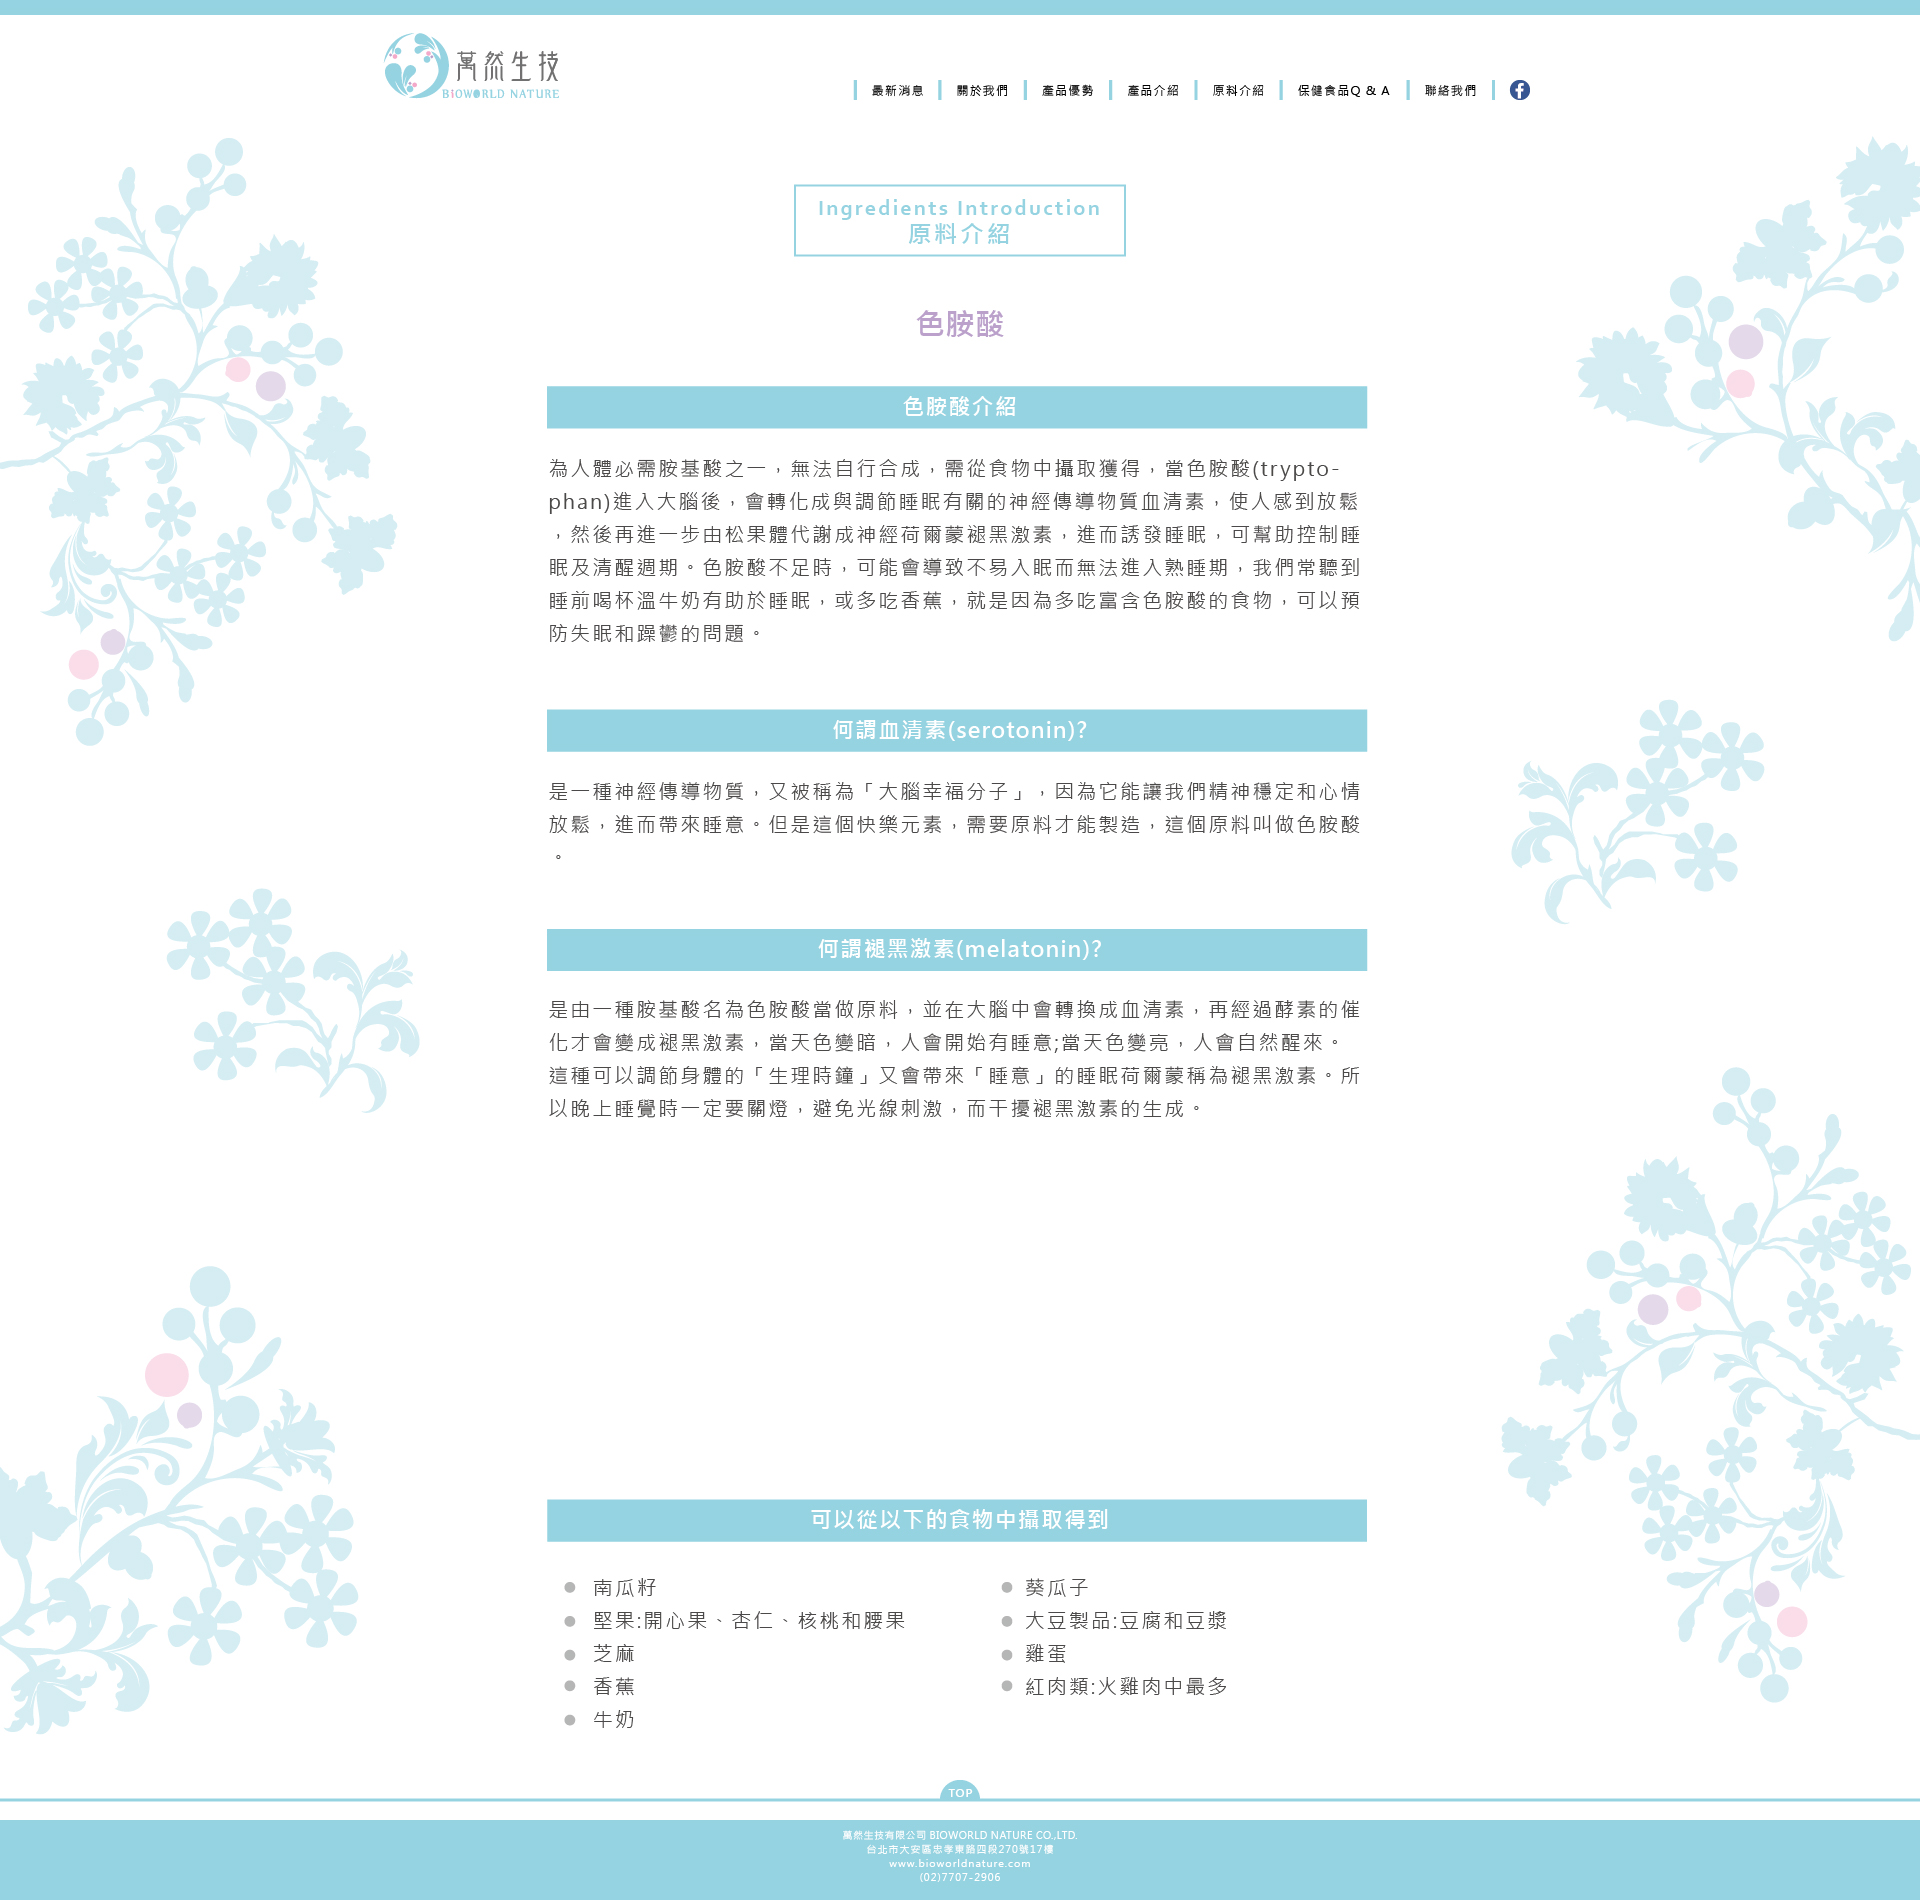 萬然生技
BIOWORLD NATURE
最新消息
關於我們
產品優勢
產品介紹
原料介紹
保健食品Q & A
聯絡我們
Ingredients Introduction
原料介紹
色胺酸
色胺酸介紹
為人體必需胺基酸之一，無法自行合成，需從食物中攝取獲得，當色胺酸(trypto-
phan)進入大腦後，會轉化成與調節睡眠有關的神經傳導物質血清素，使人感到放鬆
，然後再進一步由松果體代謝成神經荷爾蒙褪黑激素，進而誘發睡眠，可幫助控制睡
眠及清醒週期。色胺酸不足時，可能會導致不易入眠而無法進入熟睡期，我們常聽到
睡前喝杯溫牛奶有助於睡眠，或多吃香蕉，就是因為多吃富含色胺酸的食物，可以預
防失眠和躁鬱的問題。
何謂血清素(serotonin)?
是一種神經傳導物質，又被稱為「大腦幸福分子」，因為它能讓我們精神穩定和心情
放鬆，進而帶來睡意。但是這個快樂元素，需要原料才能製造，這個原料叫做色胺酸
。
何謂褪黑激素(melatonin)?
是由一種胺基酸名為色胺酸當做原料，並在大腦中會轉換成血清素，再經過酵素的催
化才會變成褪黑激素，當天色變暗，人會開始有睡意;當天色變亮，人會自然醒來。
這種可以調節身體的「生理時鐘」又會帶來「睡意」的睡眠荷爾蒙稱為褪黑激素。所
以晚上睡覺時一定要關燈，避免光線刺激，而干擾褪黑激素的生成。
可以從以下的食物中攝取得到
南瓜籽
堅果:開心果、杏仁、核桃和腰果
芝麻
香蕉
牛奶
葵瓜子
大豆製品:豆腐和豆漿
雞蛋
紅肉類:火雞肉中最多
TOP
萬然生技有限公司 BIOWORLD NATURE CO.,LTD.
台北市大安區忠孝東路四段270號17樓
www.bioworldnature.com
(02)7707-2906